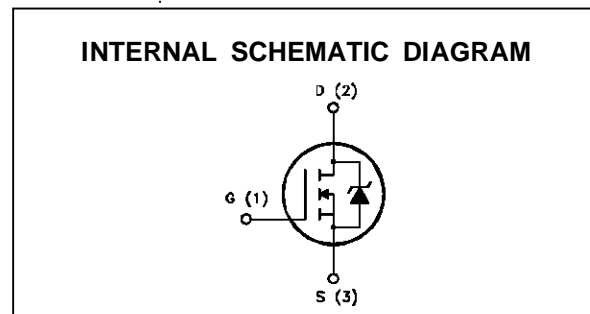 INTERNAL SCHEMATIC DIAGRAM
D (2)
G (1)
S (3)